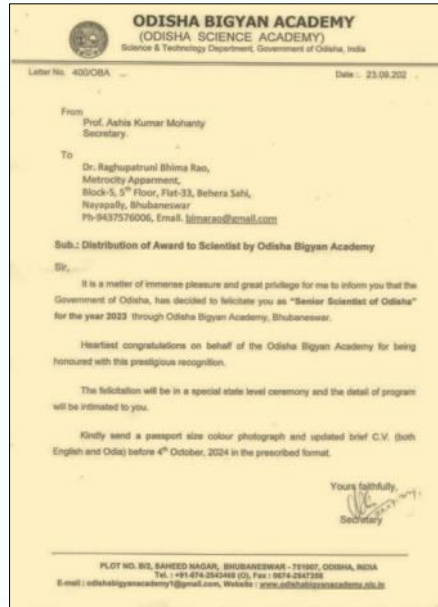 ODISHA BIGYAN ACADEMY
(ODISHA SCIENCE ACADEMY)
Science & Technology Department, Government of Odisha, India
Letter No. 400/OBA
Date :. 23.09.202
From
Prof. Ashis Kumar Mohanty
Secretary.
To
Dr. Raghupatruni Bhima Rao,
Metrocity Apparment,
Block-5, 5th Floor, Flat-33, Behera Sahi,
Nayapally, Bhubaneswar
Ph-9437576006, Email. bimarao@gmail.com
Sub.: Distribution of Award to Scientist by Odisha Bigyan Academy
Sir,
It is a matter of immense pleasure and great privilege for me to inform you that the
Government of Odisha, has decided to felicitate you as "Senior Scientist of Odisha"
for the year 2023 through Odisha Bigyan Academy, Bhubaneswar.
Heartiest congratulations on behalf of the Odisha Bigyan Academy for being
honoured with this prestigious recognition.
The felicitation will be in a special state level ceremony and the detail of program
will be intimated to you.
Kindly send a passport size colour photograph and updated brief C.V. (both
English and Odia) before 4th October, 2024 in the prescribed format.
Yours faithfully,
Secretary
PLOT NO. B/2, SAHEED NAGAR, BHUBANESWAR - 751007, ODISHA, INDIA
Tel. : +91-674-2543468 (O), Fax : 0674-2547256
E-mail : odishabigyanacademy1@gmail.com, Website : www.odishabigyanacademy.nic.in